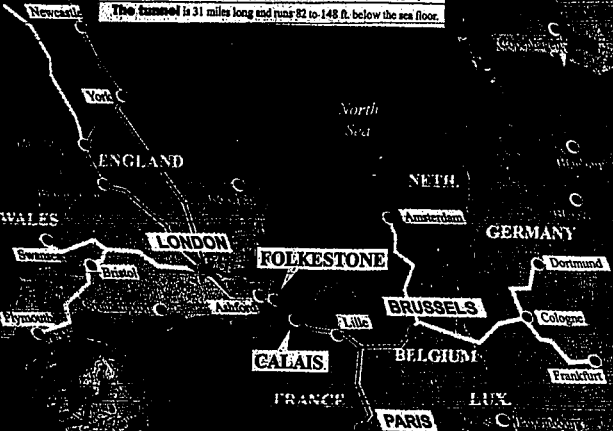 The tunnel is 31 miles long and runs 82 to 148 ft. below the sea floor.
Newcastle
York
North
Sea
ENGLAND
NETH.
WALES
Amsterdam
GERMANY
LONDON
Swansea
FOLKESTONE
Bristol
Dortmund
Ashford
BRUSSELS
Plymouth
Lille
Cologne
CALAIS
BELGIUM
Frankfurt
FRANCE
LUX.
PARIS